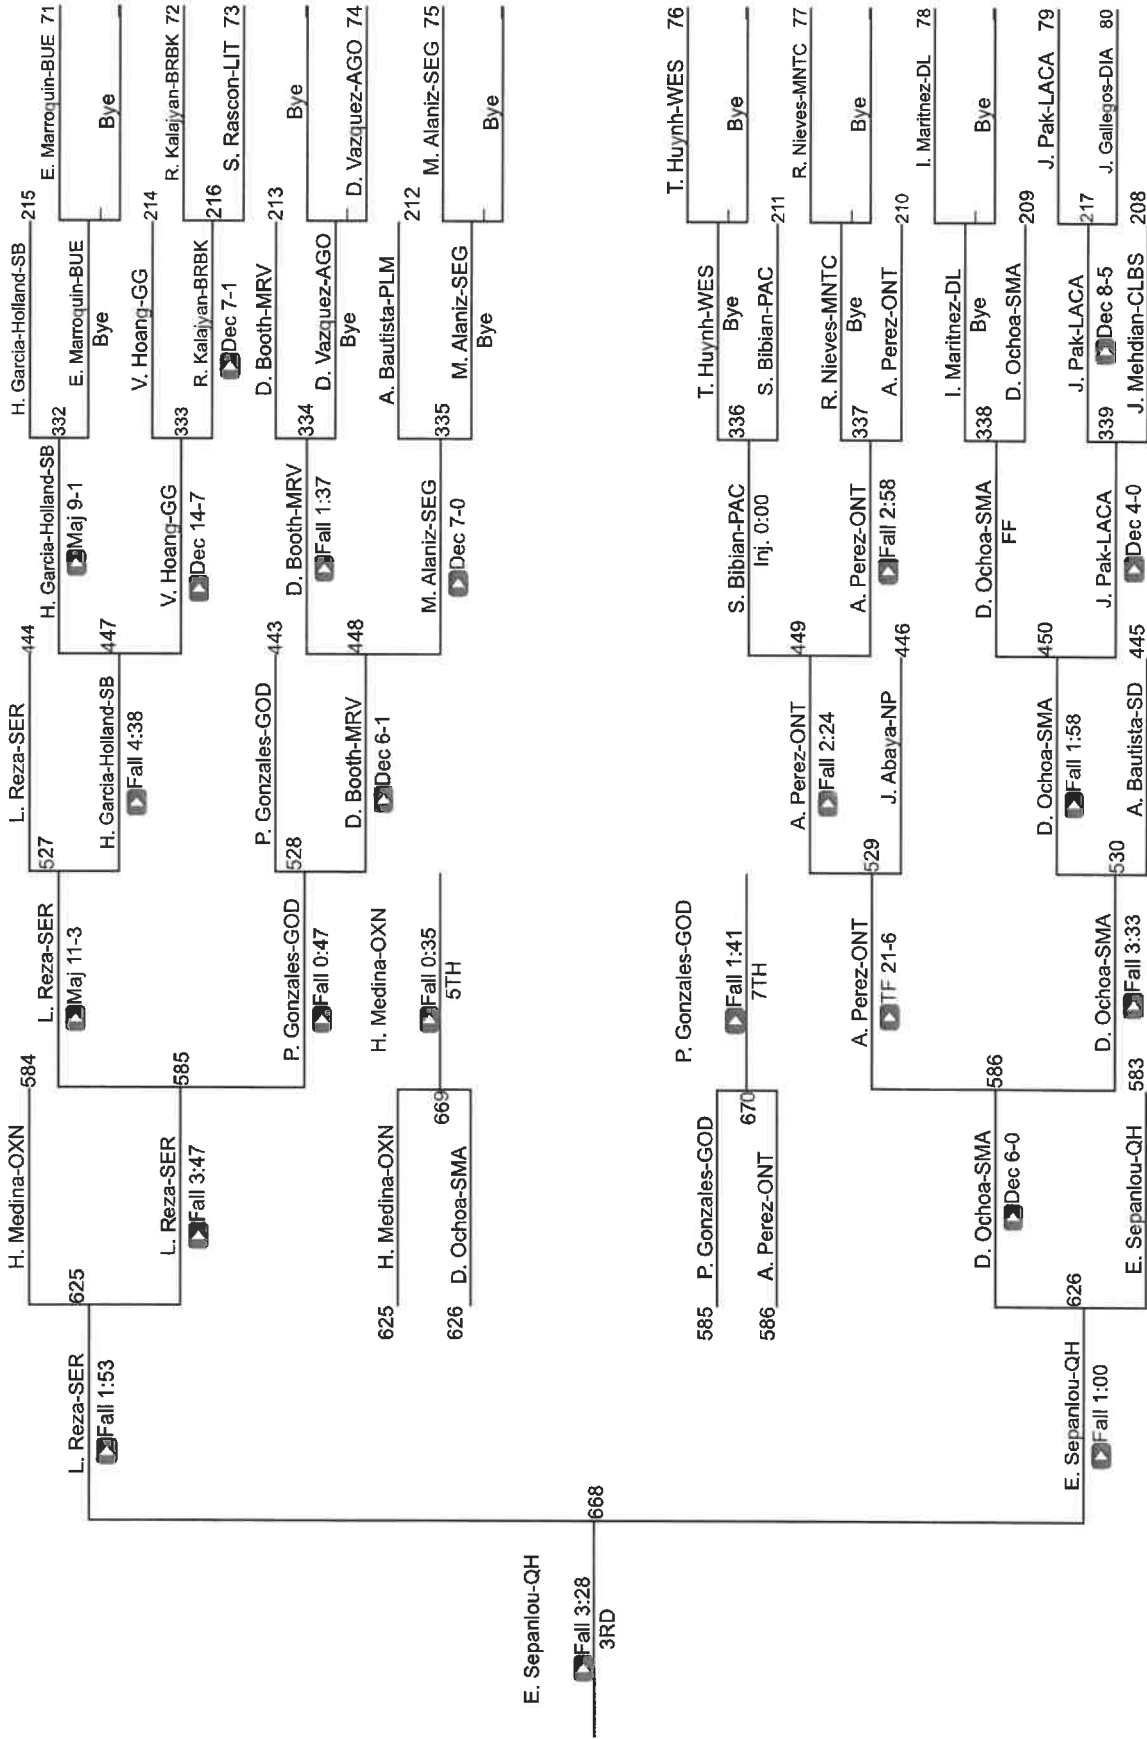 H. Garcia-Holland-SB 215
E. Marroquin-BUE 71
Bye
E. Marroquin-BUE
Bye
332
H. Garcia-Holland-SB
Maj 9-1
V. Hoang-GG 214
R. Kalajyan-BRBK 72
S. Rascon-LIT 73
216
R. Kalajyan-BRBK
Dec 7-1
333
V. Hoang-GG
Dec 14-7
D. Booth-MRV 213
Bye
D. Vazquez-AGO 74
D. Vazquez-AGO
Bye
334
D. Booth-MRV
Fall 1:37
A. Bautista-PLM 212
M. Alaniz-SEG 75
Bye
M. Alaniz-SEG
Bye
335
M. Alaniz-SEG
Dec 7-0
T. Huynh-WES 76
Bye
T. Huynh-WES
Bye
S. Bibian-PAC 211
336
S. Bibian-PAC
Inj. 0:00
R. Nieves-MNTC 77
Bye
R. Nieves-MNTC
Bye
A. Perez-ONT 210
337
A. Perez-ONT
Fall 2:58
I. Maritnez-DL 78
Bye
I. Maritnez-DL
Bye
D. Ochoa-SMA 209
338
D. Ochoa-SMA
FF
J. Pak-LACA 79
J. Gallegos-DIA 80
217
J. Pak-LACA
Dec 8-5
J. Mehdian-CLBS 208
339
J. Pak-LACA
Dec 4-0
L. Reza-SER 444
447
H. Garcia-Holland-SB
Fall 4:38
527
L. Reza-SER
Maj 11-3
P. Gonzales-GOD 443
448
D. Booth-MRV
Dec 6-1
528
P. Gonzales-GOD
Fall 0:47
449
A. Perez-ONT
Fall 2:24
J. Abaya-NP 446
529
A. Perez-ONT
TF 21-6
450
D. Ochoa-SMA
Fall 1:58
A. Bautista-SD 445
530
D. Ochoa-SMA
Fall 3:33
H. Medina-OXN 584
585
L. Reza-SER
Fall 3:47
625
L. Reza-SER
Fall 1:53
586
D. Ochoa-SMA
Dec 6-0
E. Sepanlou-QH 583
626
E. Sepanlou-QH
Fall 1:00
668
E. Sepanlou-QH
Fall 3:28
3RD
625 H. Medina-OXN
626 D. Ochoa-SMA
669
H. Medina-OXN
Fall 0:35
5TH
585 P. Gonzales-GOD
586 A. Perez-ONT
670
P. Gonzales-GOD
Fall 1:41
7TH